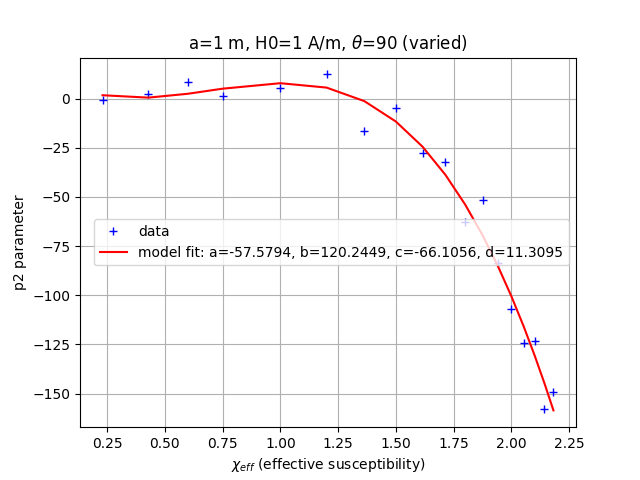 a=1 m, H0=1 A/m, θ=90 (varied)
p2 parameter
0
−25
−50
−75
−100
−125
−150
data
model fit: a=-57.5794, b=120.2449, c=-66.1056, d=11.3095
0.25 0.50 0.75 1.00 1.25 1.50 1.75 2.00 2.25
χeff (effective susceptibility)